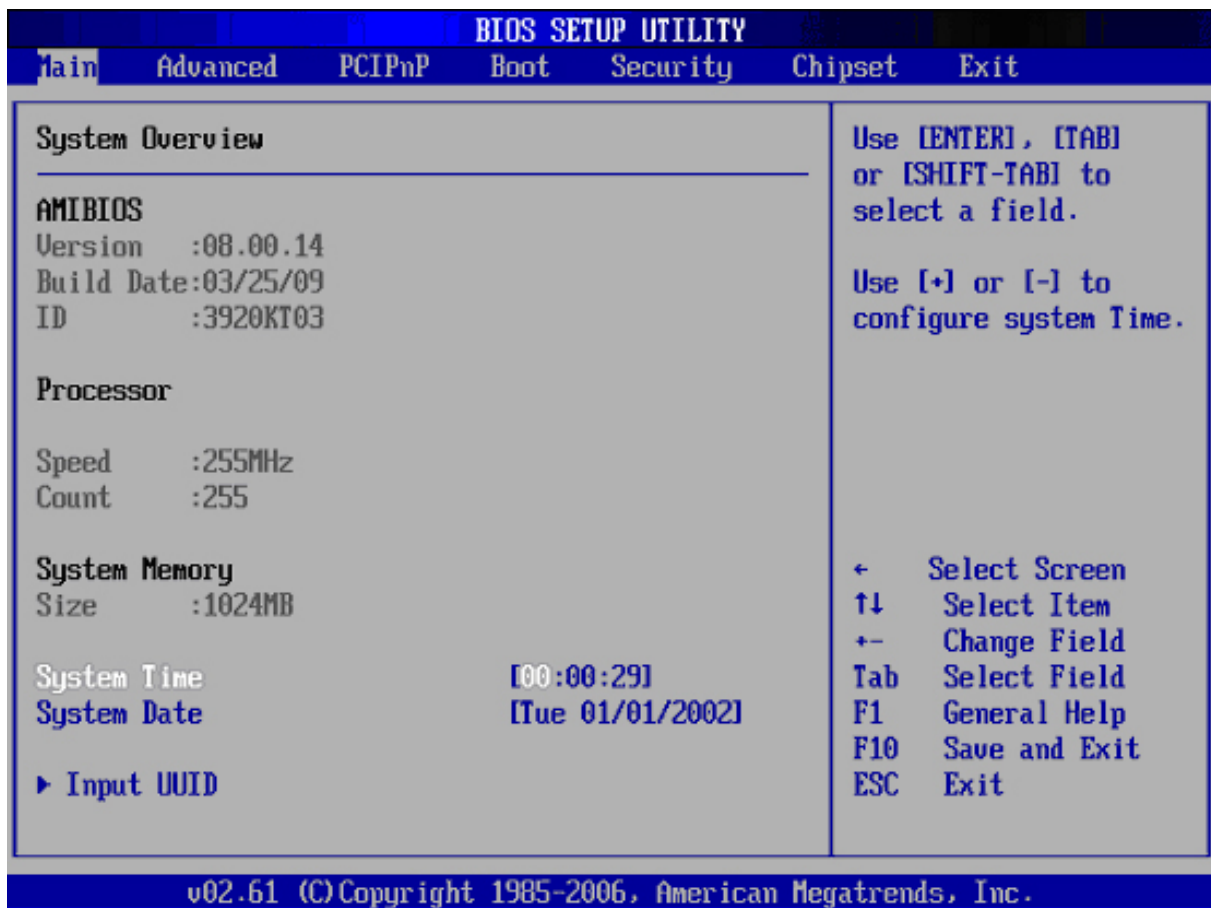 BIOS SETUP UTILITY
Main Advanced PCIPnP Boot Security Chipset Exit
System Overview
AMIBIOS
Version :08.00.14
Build Date:03/25/09
ID :3920KT03
Processor
Speed :255MHz
Count :255
System Memory
Size :1024MB
System Time [00:00:29]
System Date [Tue 01/01/2002]
▶ Input UUID
Use [ENTER], [TAB]
or [SHIFT-TAB] to
select a field.
Use [+] or [-] to
configure system Time.
← Select Screen
↑↓ Select Item
+- Change Field
Tab Select Field
F1 General Help
F10 Save and Exit
ESC Exit
v02.61 (C)Copyright 1985-2006, American Megatrends, Inc.